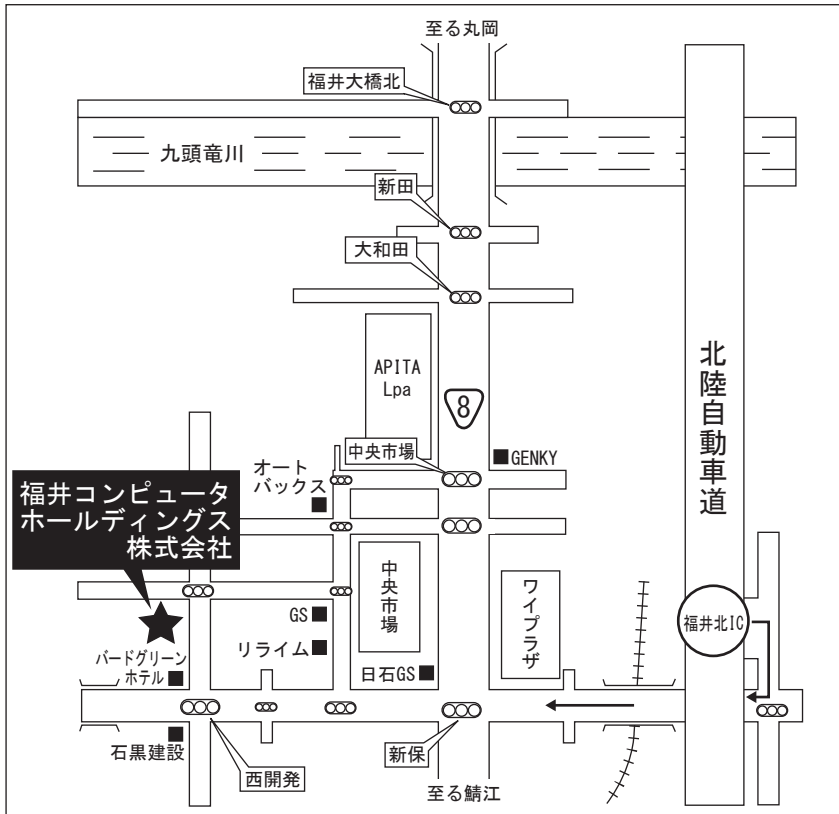 至る丸岡
福井大橋北
九頭竜川
新田
大和田
APITA
Lpa
8
北陸自動車道
中央市場
GENKY
オート
バックス
福井コンピュータ
ホールディングス
株式会社
中央市場
ワイプラザ
GS
福井北IC
リライム
バードグリーン
ホテル
日石GS
石黒建設
西開発
新保
至る鯖江